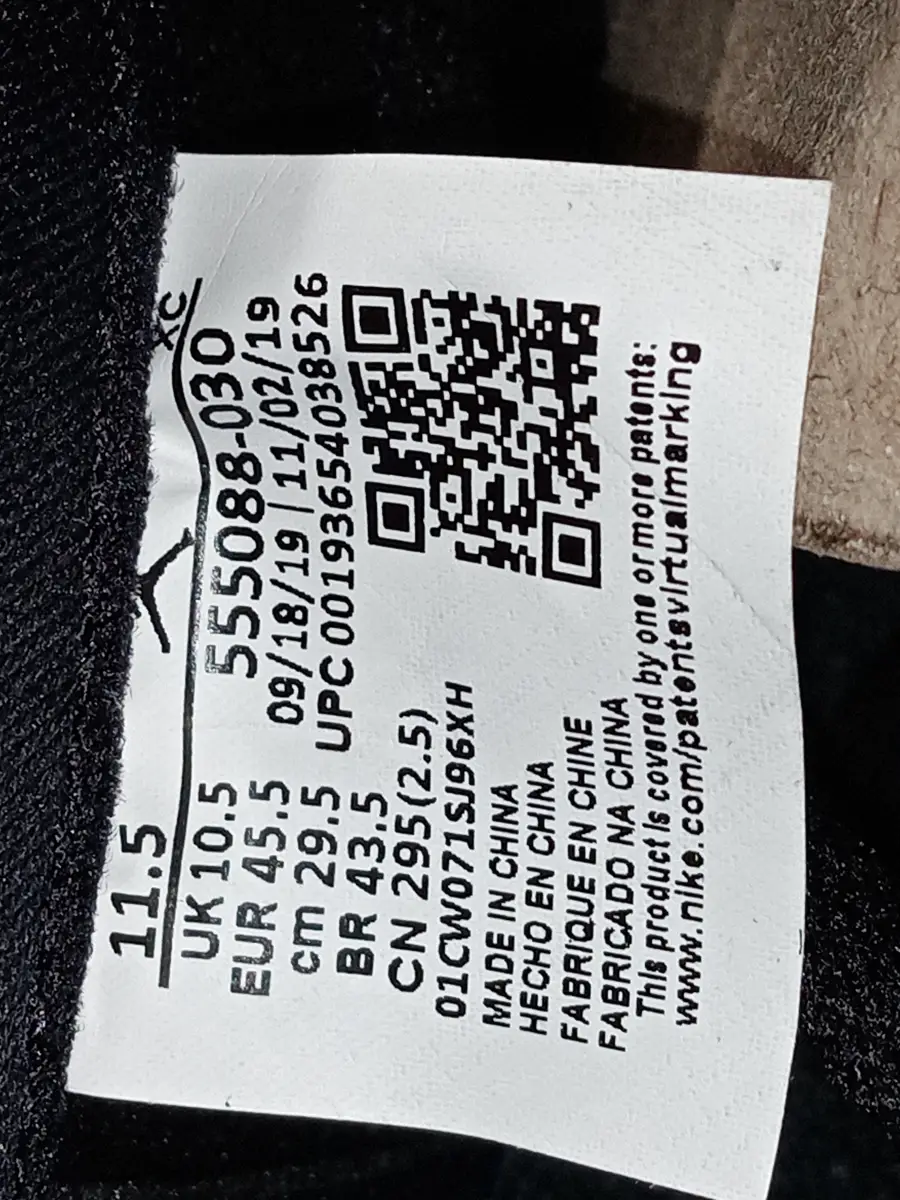 11.5
XC
UK 10.5
555088-030
EUR 45.5
09/18/19 | 11/02/19
cm 29.5
UPC 00193654038526
BR 43.5
CN 295(2.5)
01CW071SJ96XH
MADE IN CHINA
HECHO EN CHINA
FABRIQUE EN CHINE
FABRICADO NA CHINA
This product is covered by one or more patents:
www.nike.com/patentsvirtualmarking